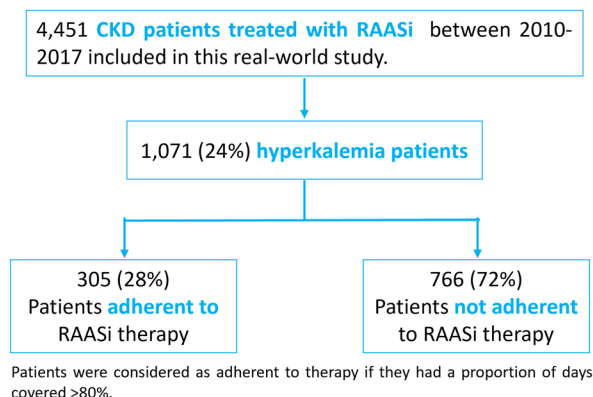 4,451 CKD patients treated with RAASi between 2010-
2017 included in this real-world study.
1,071 (24%) hyperkalemia patients
305 (28%)
Patients adherent to
RAASi therapy
766 (72%)
Patients not adherent
to RAASi therapy
Patients were considered as adherent to therapy if they had a proportion of days
covered >80%.